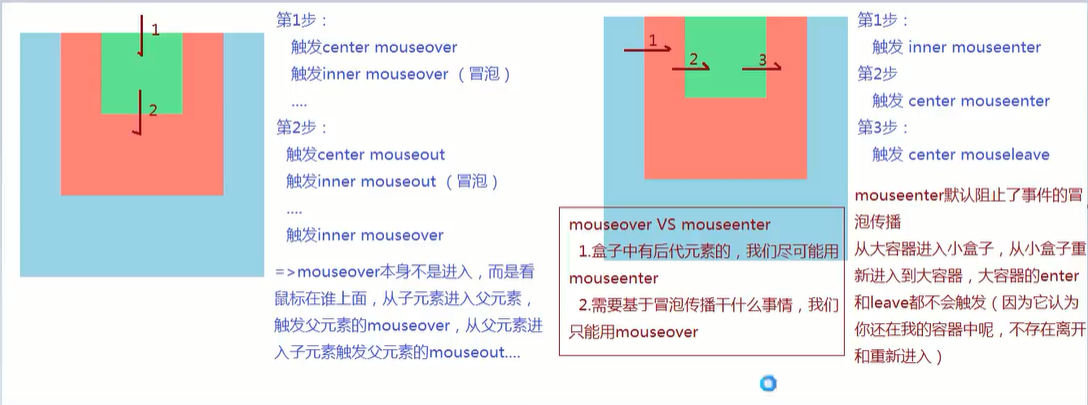 1
2
第1步：
触发center mouseover
触发inner mouseover （冒泡）
....
第2步：
触发center mouseout
触发inner mouseout （冒泡）
....
触发inner mouseover
=>mouseover本身不是进入，而是看
鼠标在谁上面，从子元素进入父元素，
触发父元素的mouseover，从父元素进
入子元素触发父元素的mouseout....
1
2
3
mouseover VS mouseenter
1.盒子中有后代元素的，我们尽可能用
mouseenter
2.需要基于冒泡传播干什么事情，我们
只能用mouseover
第1步：
触发 inner mouseenter
第2步
触发 center mouseenter
第3步：
触发 center mouseleave
mouseenter默认阻止了事件的冒
泡传播
从大容器进入小盒子，从小盒子重
新进入到大容器，大容器的enter
和leave都不会触发（因为它认为
你还在我的容器中呢，不存在离开
和重新进入）